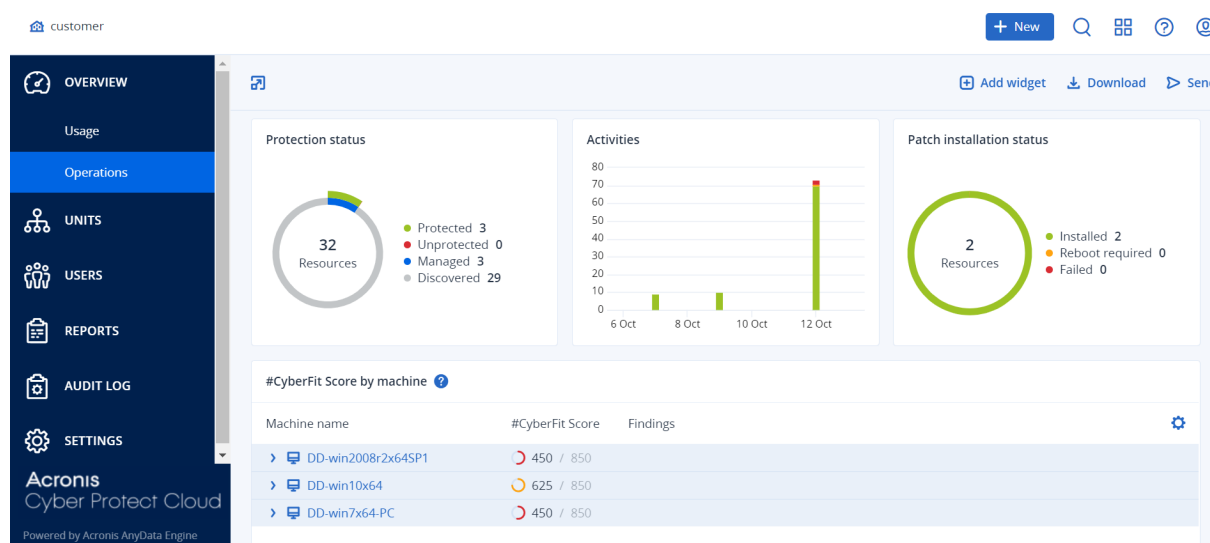 customer
+ New
OVERVIEW
Usage
Operations
UNITS
USERS
REPORTS
AUDIT LOG
SETTINGS
Acronis
Cyber Protect Cloud
Powered by Acronis AnyData Engine
Add widget
Download
Sen
Protection status
32
Resources
Protected 3
Unprotected 0
Managed 3
Discovered 29
Activities
80
70
60
50
40
30
20
10
0
6 Oct 8 Oct 10 Oct 12 Oct
Patch installation status
2
Resources
Installed 2
Reboot required 0
Failed 0
#CyberFit Score by machine ?
Machine name #CyberFit Score Findings
DD-win2008r2x64SP1 450 / 850
DD-win10x64 625 / 850
DD-win7x64-PC 450 / 850